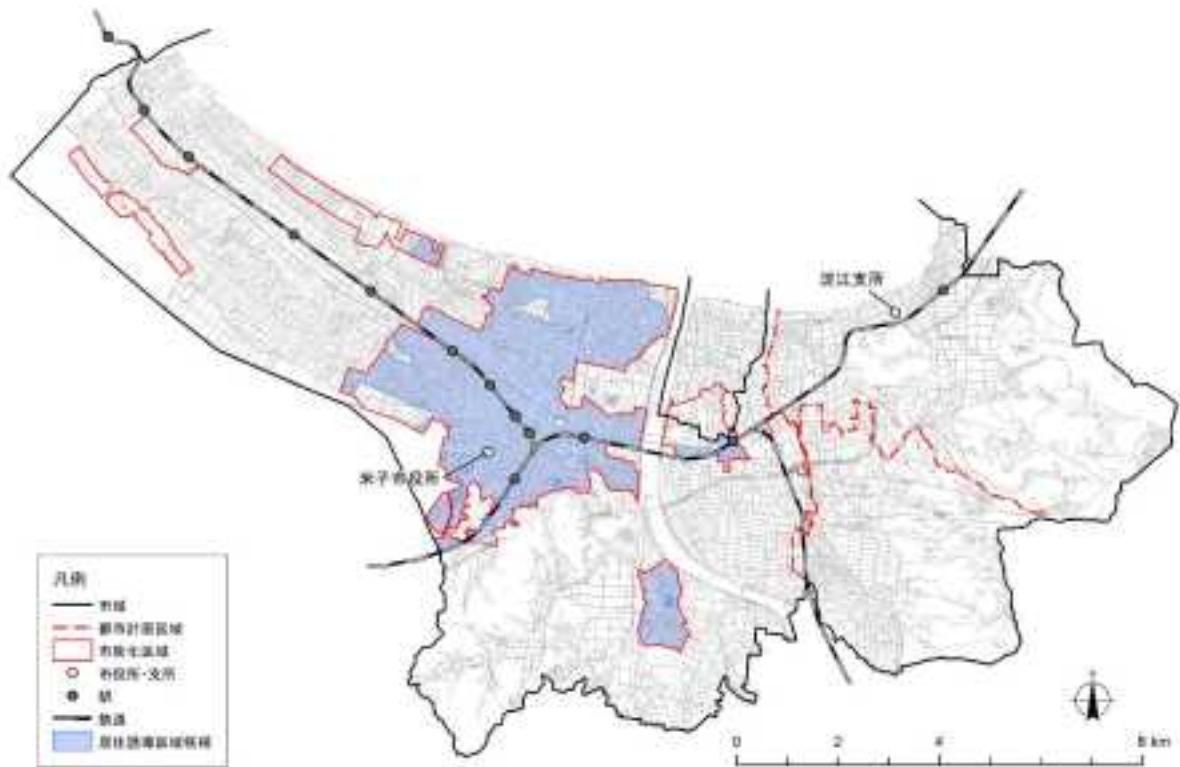 淀江支所
米子市役所
凡例
市域
都市計画区域
市街化区域
市役所・支所
駅
鉄道
居住誘導区域候補
0 2 4 8 km